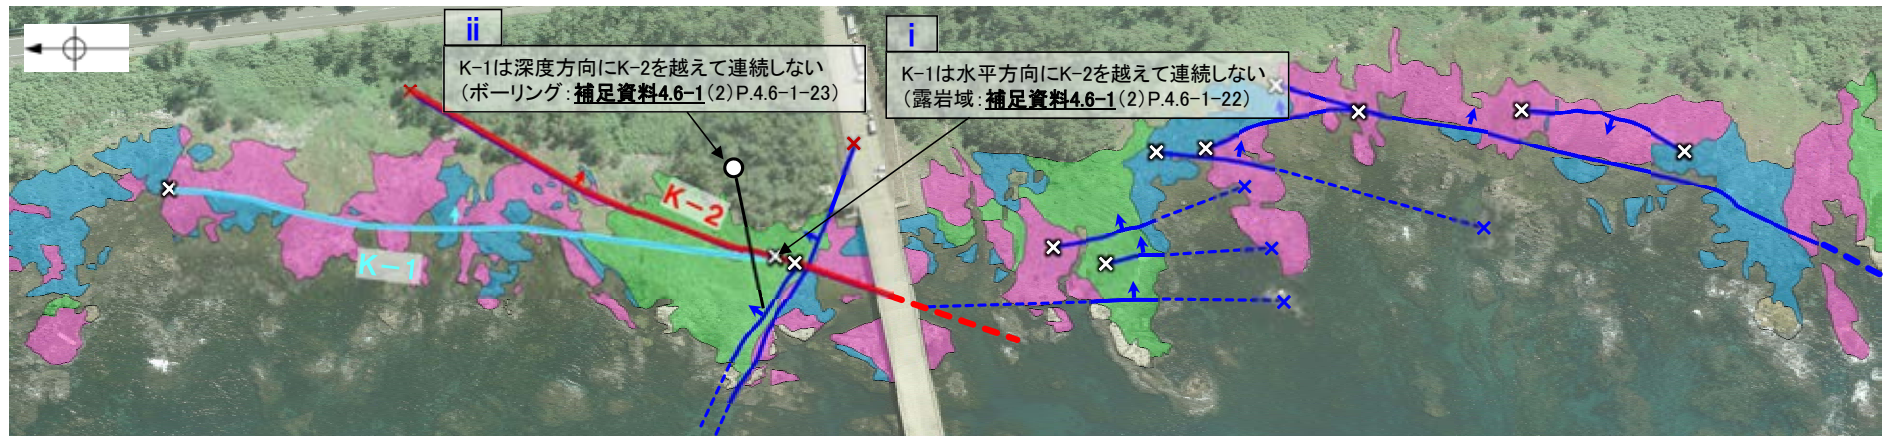 ii
K-1は深度方向にK-2を越えて連続しない
(ボーリング:補足資料4.6-1(2)P.4.6-1-23)
i
K-1は水平方向にK-2を越えて連続しない
(露岩域:補足資料4.6-1(2)P.4.6-1-22)
K-2
K-1